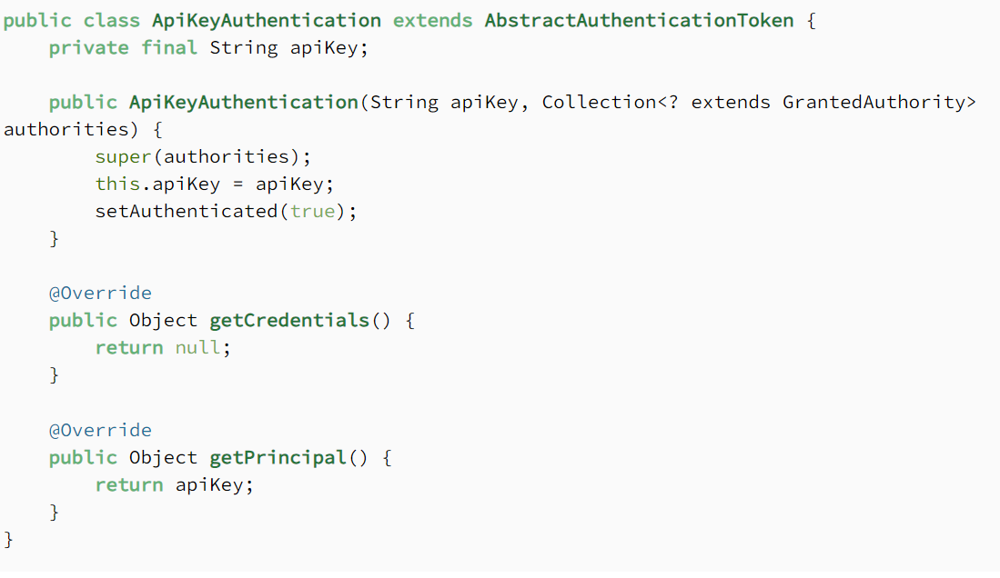 public class ApiKeyAuthentication extends AbstractAuthenticationToken {
    private final String apiKey;

    public ApiKeyAuthentication(String apiKey, Collection<? extends GrantedAuthority>
authorities) {
        super(authorities);
        this.apiKey = apiKey;
        setAuthenticated(true);
    }

    @Override
    public Object getCredentials() {
        return null;
    }

    @Override
    public Object getPrincipal() {
        return apiKey;
    }
}